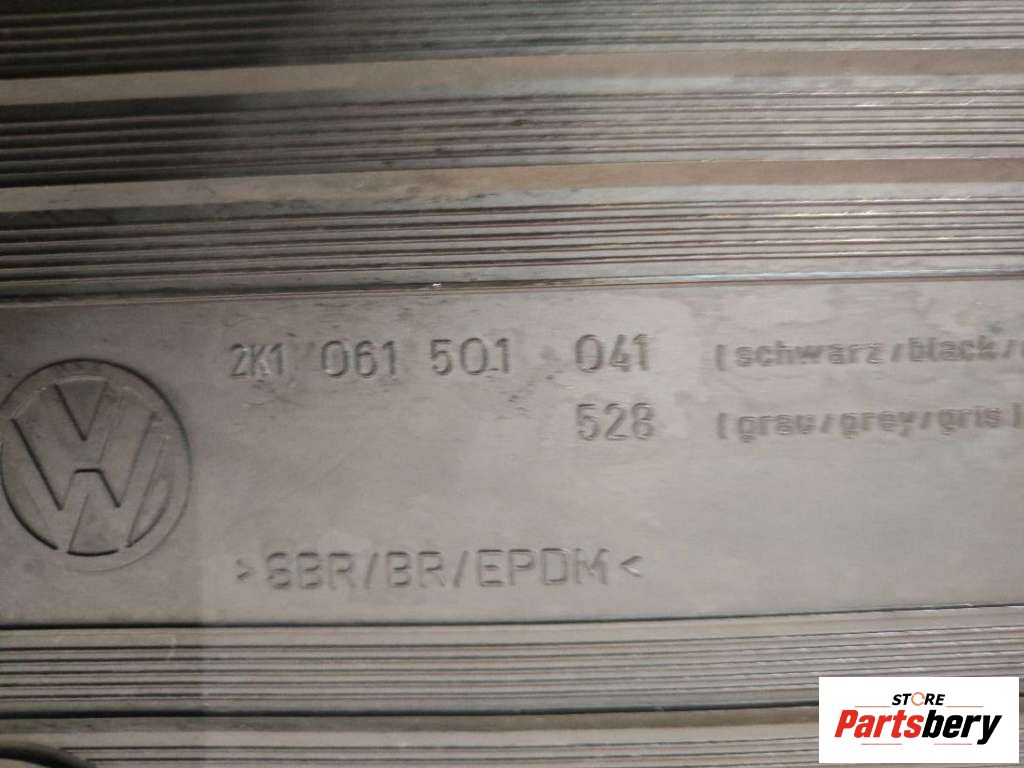 2K1 061 501 041 (schwarz/black/
528 (grau/grey/gris)
>SBR/BR/EPDM<
STORE
Partsbery